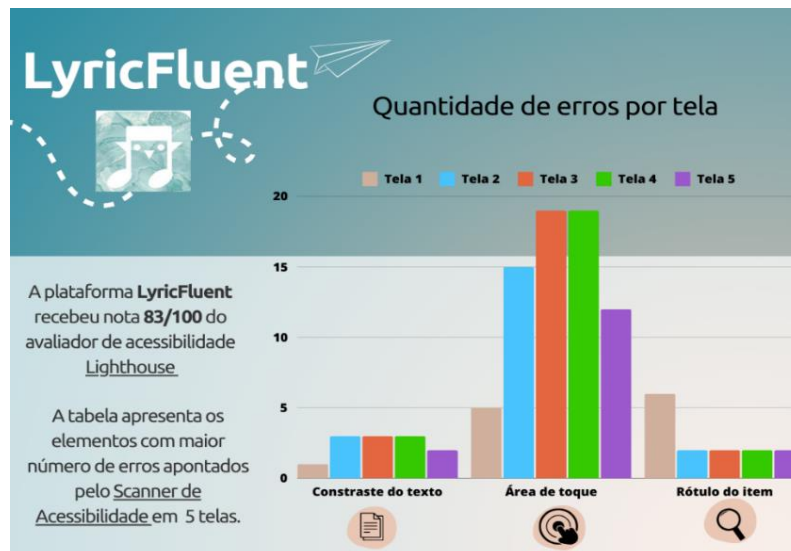 LyricFluent
Quantidade de erros por tela
Tela 1 Tela 2 Tela 3 Tela 4 Tela 5
20
15
10
5
0
Constraste do texto Área de toque Rótulo do item
A plataforma LyricFluent
recebeu nota 83/100 do
avaliador de acessibilidade
Lighthouse
A tabela apresenta os
elementos com maior
número de erros apontados
pelo Scanner de
Acessibilidade em 5 telas.